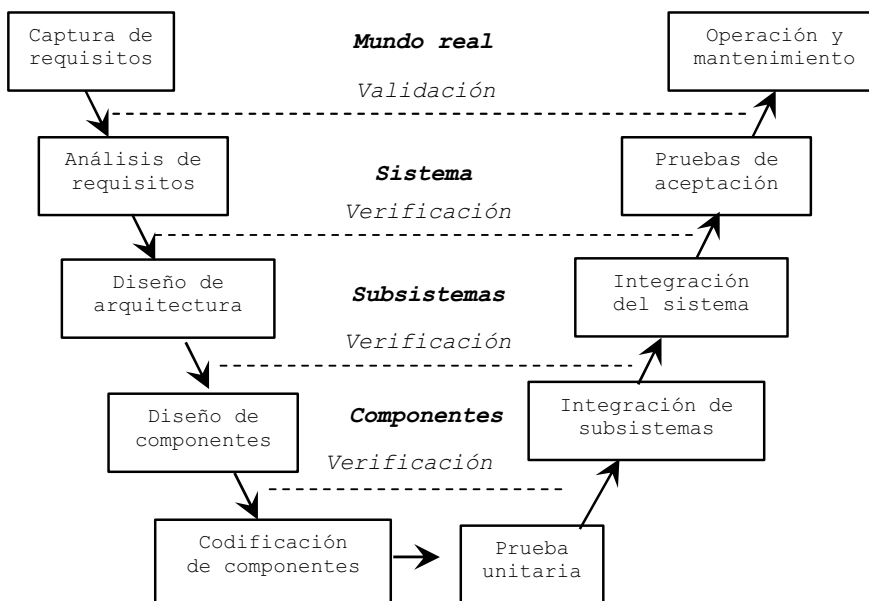 Captura de
requisitos
Mundo real
Operación y
mantenimiento
Validación
Análisis de
requisitos
Sistema
Pruebas de
aceptación
Verificación
Diseño de
arquitectura
Subsistemas
Integración
del sistema
Verificación
Diseño de
componentes
Componentes
Integración de
subsistemas
Verificación
Codificación
de componentes
Prueba
unitaria